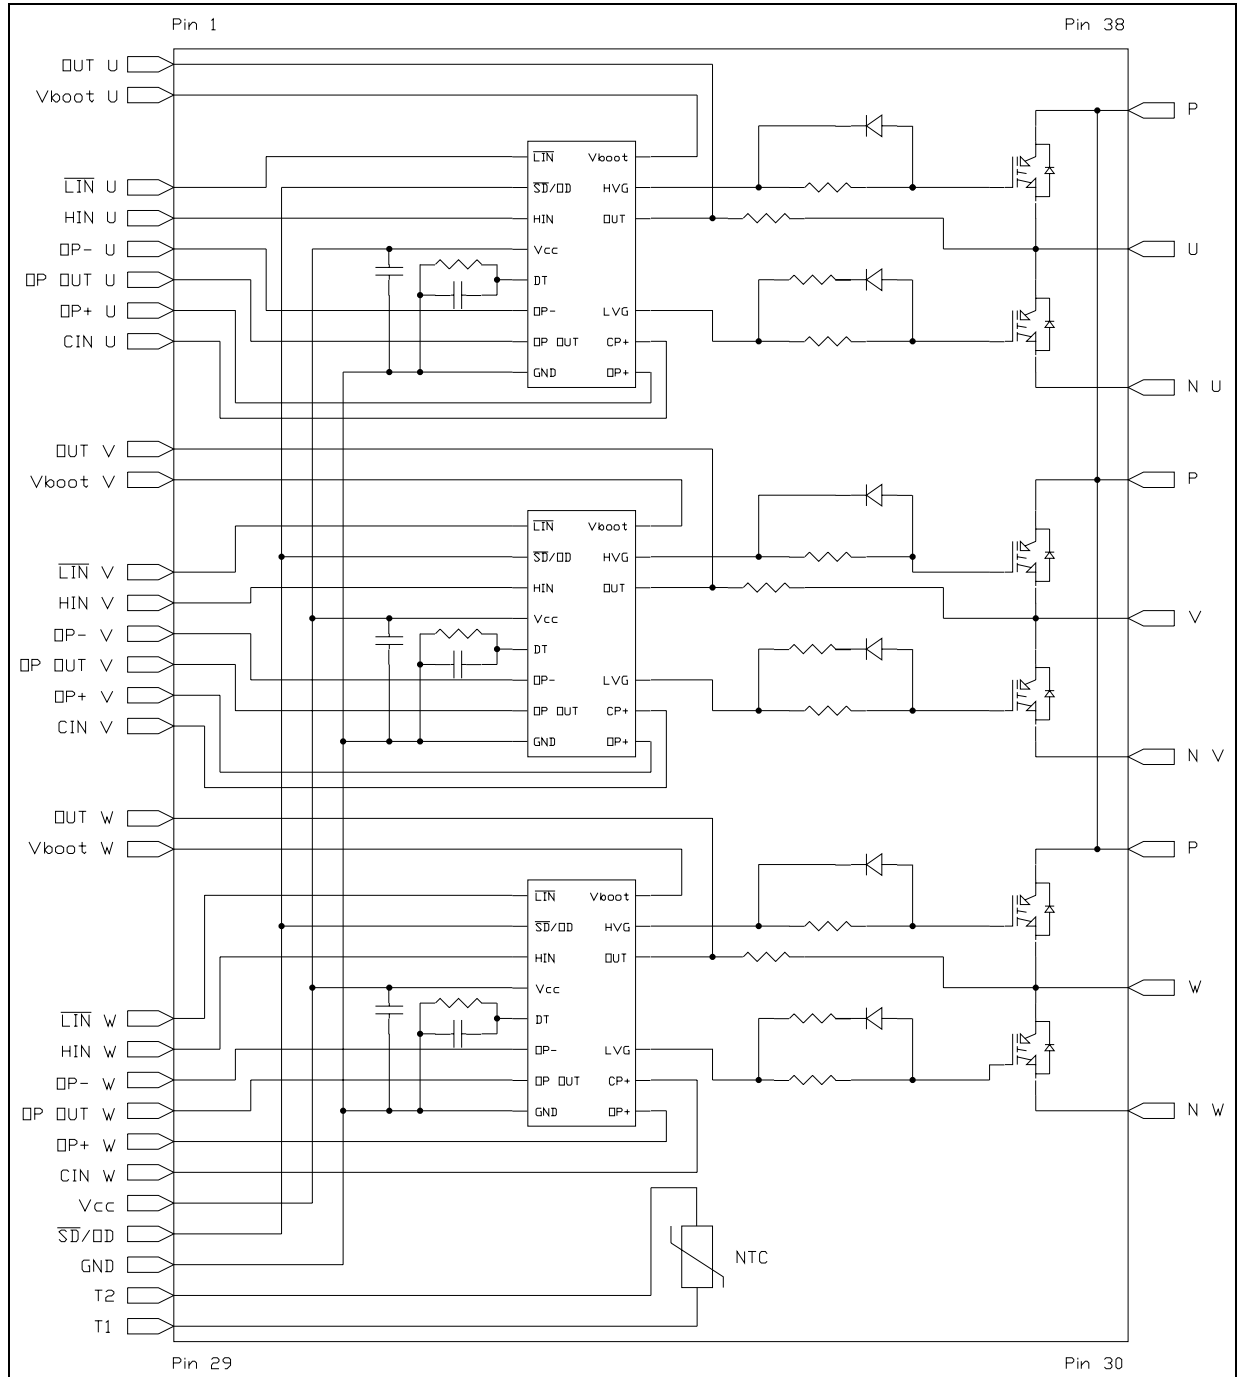 Pin 1
Pin 38
OUT U
Vboot U
LIN U
HIN U
OP- U
OP OUT U
OP+ U
CIN U
LIN
SD/OD
HIN
Vcc
DT
OP-
OP OUT
GND
Vboot
HVG
OUT
LVG
CP+
OP+
P
U
N U
OUT V
Vboot V
LIN V
HIN V
OP- V
OP OUT V
OP+ V
CIN V
LIN
SD/OD
HIN
Vcc
DT
OP-
OP OUT
GND
Vboot
HVG
OUT
LVG
CP+
OP+
P
V
N V
OUT W
Vboot W
LIN W
HIN W
OP- W
OP OUT W
OP+ W
CIN W
Vcc
SD/OD
GND
T2
T1
LIN
SD/OD
HIN
Vcc
DT
OP-
OP OUT
GND
Vboot
HVG
OUT
LVG
CP+
OP+
P
W
N W
NTC
Pin 29
Pin 30